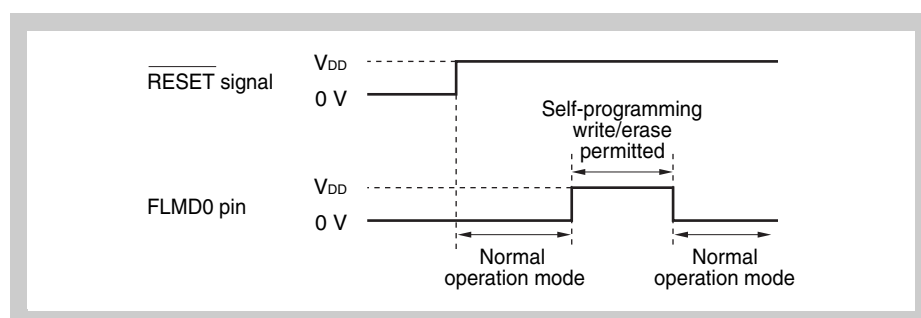 RESET signal
VDD
0 V
Self-programming
write/erase
permitted
FLMD0 pin
VDD
0 V
Normal
operation mode
Normal
operation mode